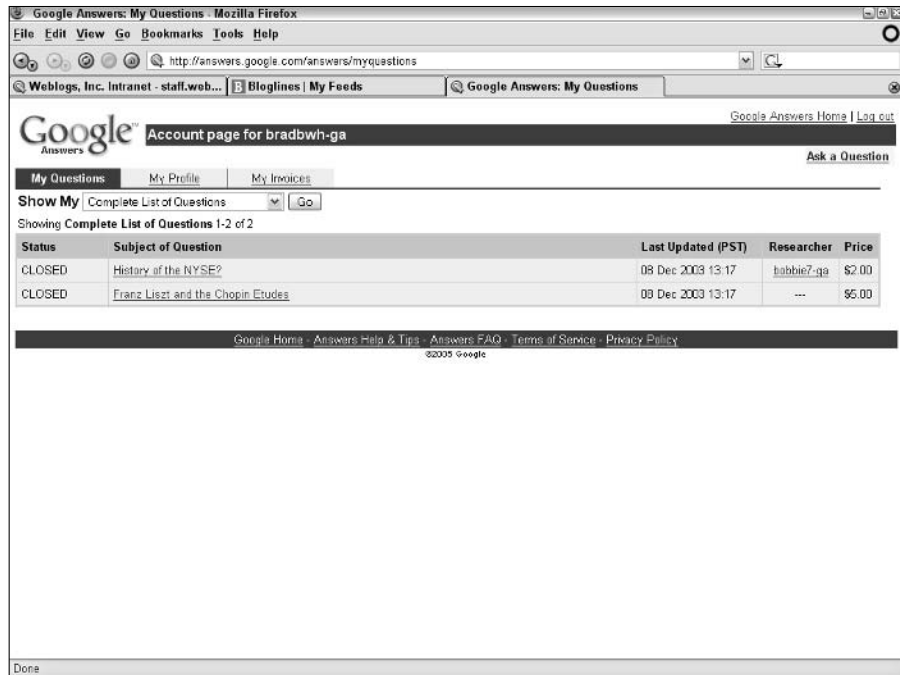 Google Answers: My Questions - Mozilla Firefox
File Edit View Go Bookmarks Tools Help
http://answers.google.com/answers/myquestions
Weblogs, Inc. Intranet - staff.web... Bloglines | My Feeds Google Answers: My Questions
Google Answers Home | Log out
Google™ Answers Account page for bradbwh-ga
Ask a Question
My Questions My Profile My Invoices
Show My Complete List of Questions Go
Showing Complete List of Questions 1-2 of 2
Status Subject of Question Last Updated (PST) Researcher Price
CLOSED History of the NYSE? 08 Dec 2003 13:17 bobbie7-ga $2.00
CLOSED Franz Liszt and the Chopin Etudes 08 Dec 2003 13:17 --- $5.00
Google Home - Answers Help & Tips - Answers FAQ - Terms of Service - Privacy Policy
©2005 Google
Done